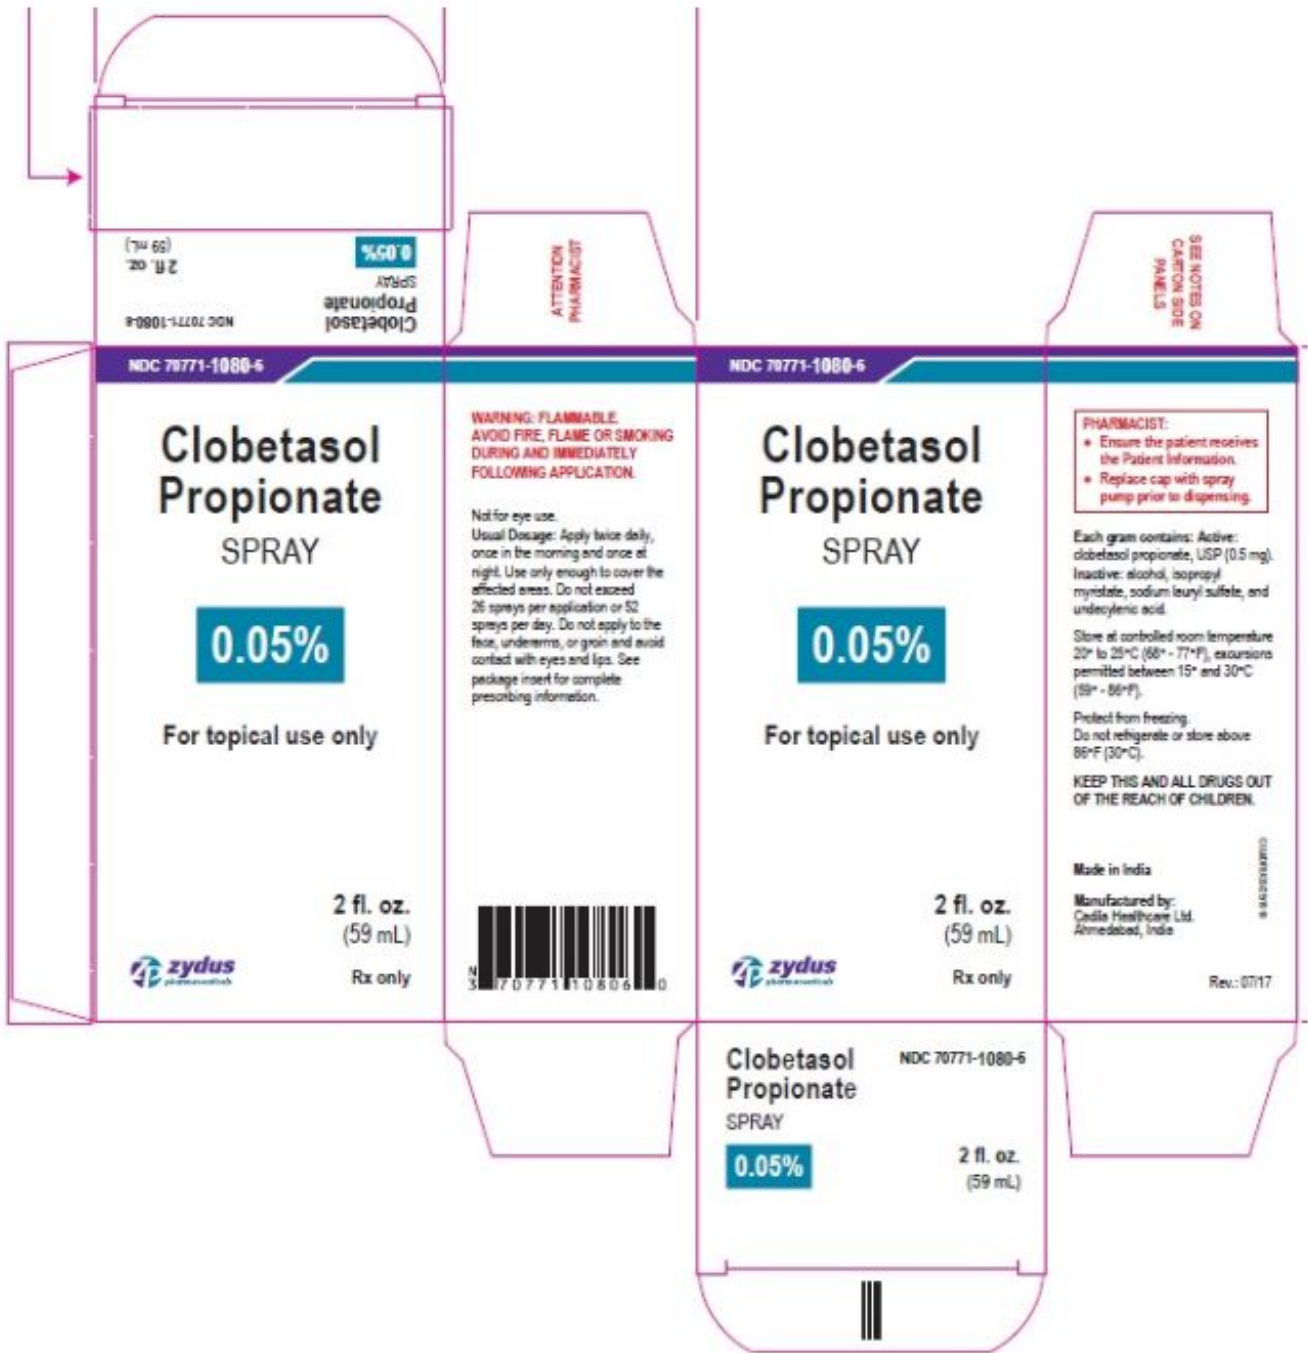 Clobetasol
Propionate
SPRAY
0.05%
NDC 70771-1080-6
2 fl. oz.
(59 mL)
ATTENTION
PHARMACIST
SEE NOTES ON
CARTON SIDE
PANELS
NDC 70771-1080-6
Clobetasol
Propionate
SPRAY
0.05%
For topical use only
2 fl. oz.
(59 mL)
zydus
pharmaceuticals
Rx only
WARNING: FLAMMABLE.
AVOID FIRE, FLAME OR SMOKING
DURING AND IMMEDIATELY
FOLLOWING APPLICATION.
Not for eye use.
Usual Dosage: Apply twice daily,
once in the morning and once at
night. Use only enough to cover the
affected areas. Do not exceed
26 sprays per application or 52
sprays per day. Do not apply to the
face, underarms, or groin and avoid
contact with eyes and lips. See
package insert for complete
prescribing information.
N
3 70771 10806 0
NDC 70771-1080-6
Clobetasol
Propionate
SPRAY
0.05%
For topical use only
2 fl. oz.
(59 mL)
zydus
pharmaceuticals
Rx only
PHARMACIST:
• Ensure the patient receives
the Patient Information.
• Replace cap with spray
pump prior to dispensing.
Each gram contains: Active:
clobetasol propionate, USP (0.5 mg).
Inactive: alcohol, isopropyl
myristate, sodium lauryl sulfate, and
undecylenic acid.
Store at controlled room temperature
20° to 25°C (68° - 77°F), excursions
permitted between 15° and 30°C
(59° - 86°F).
Protect from freezing.
Do not refrigerate or store above
86°F (30°C).
KEEP THIS AND ALL DRUGS OUT
OF THE REACH OF CHILDREN.
Made in India
Manufactured by:
Cadila Healthcare Ltd.
Ahmedabad, India
Rev.: 07/17
Clobetasol
Propionate
SPRAY
0.05%
NDC 70771-1080-6
2 fl. oz.
(59 mL)